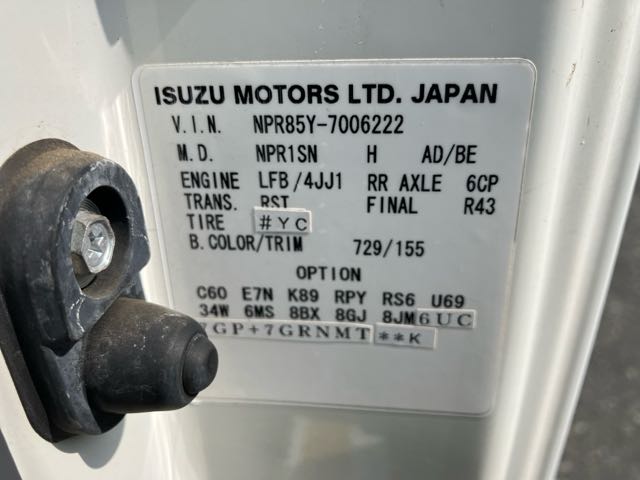 ISUZU MOTORS LTD. JAPAN
V.I.N. NPR85Y-7006222
M.D. NPR1SN H AD/BE
ENGINE LFB/4JJ1 RR AXLE 6CP
TRANS. RST FINAL R43
TIRE #YC
B.COLOR/TRIM 729/155
OPTION
C60 E7N K89 RPY RS6 U69
34W 6MS 8BX 8GJ 8JM 6UC
GP+7GRNMT **K